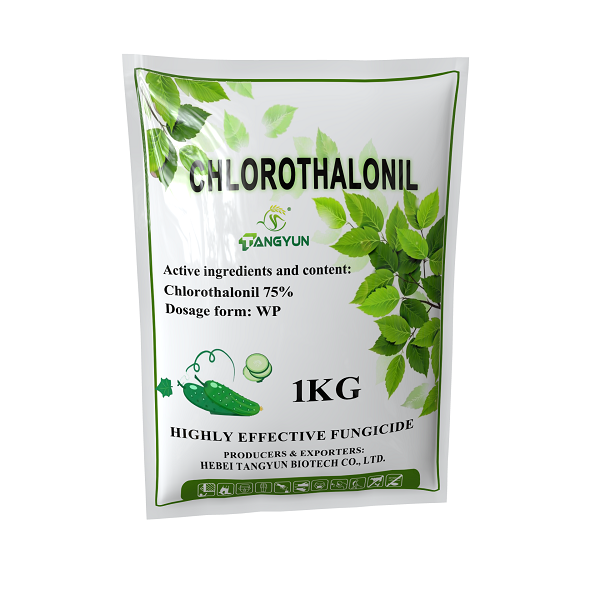 CHLOROTHALONIL
®
TANGYUN
Active ingredients and content:
Chlorothalonil 75%
Dosage form: WP
1KG
HIGHLY EFFECTIVE FUNGICIDE
PRODUCERS & EXPORTERS:
HEBEI TANGYUN BIOTECH CO., LTD.